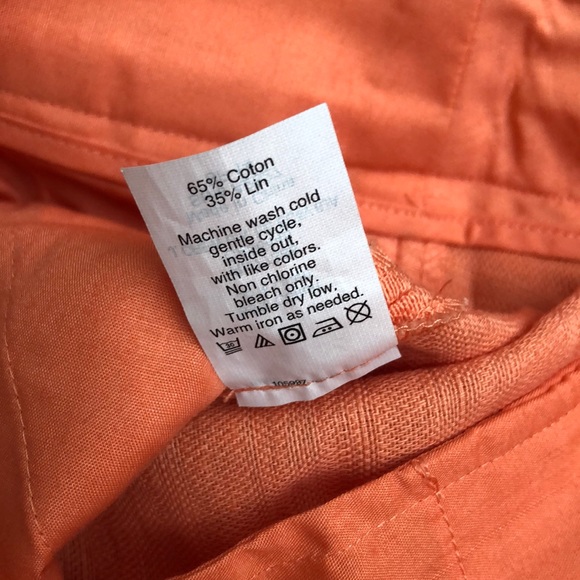 65% Coton
35% Lin
Machine wash cold
gentle cycle,
inside out,
with like colors.
Non chlorine
bleach only.
Tumble dry low.
Warm iron as needed.
30